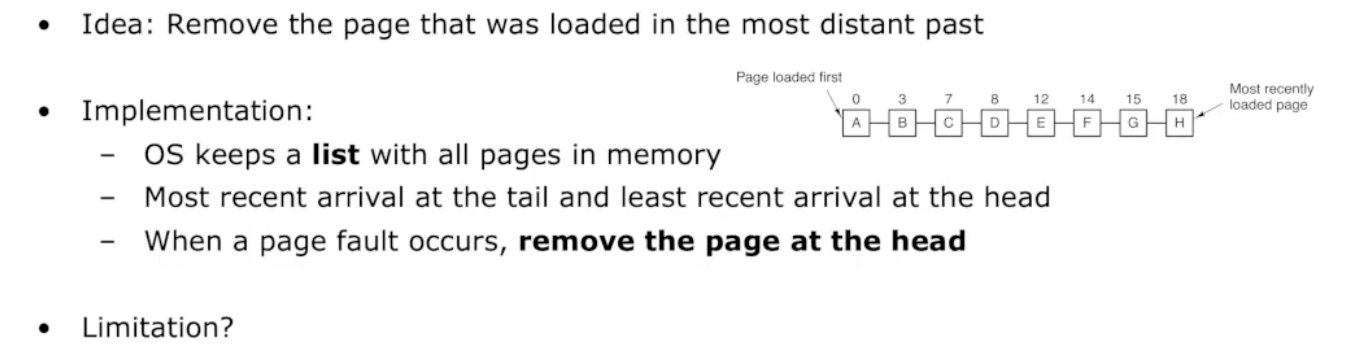 • Idea: Remove the page that was loaded in the most distant past
Page loaded first
Most recently
loaded page
0 3 7 8 12 14 15 18
A B C D E F G H
• Implementation:
– OS keeps a list with all pages in memory
– Most recent arrival at the tail and least recent arrival at the head
– When a page fault occurs, remove the page at the head
• Limitation?